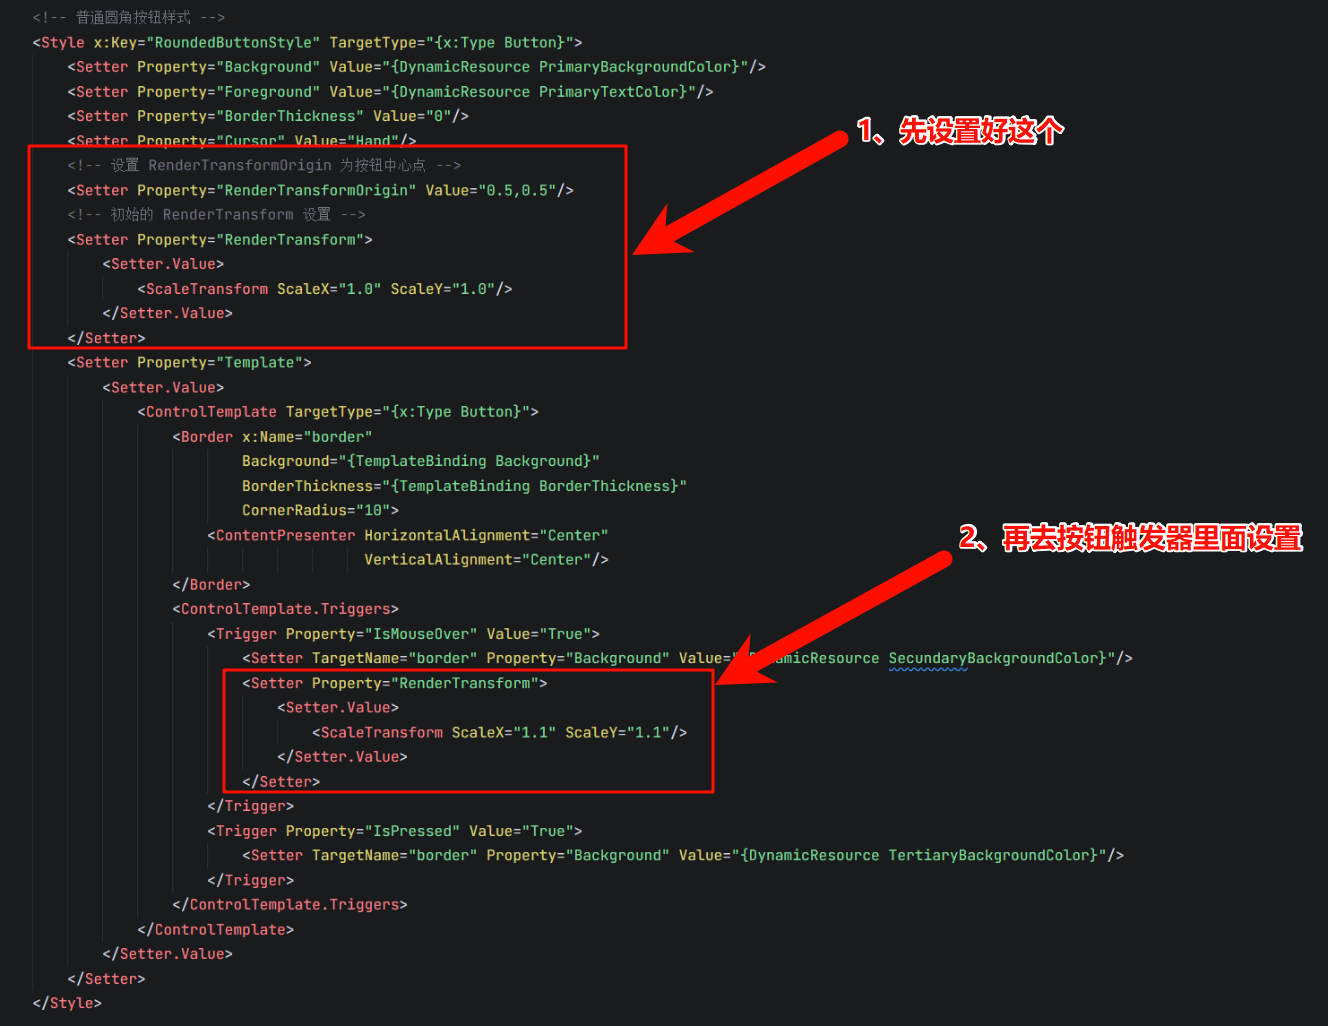 <!-- 普通圆角按钮样式 -->
<Style x:Key="RoundedButtonStyle" TargetType="{x:Type Button}">
<Setter Property="Background" Value="{DynamicResource PrimaryBackgroundColor}"/>
<Setter Property="Foreground" Value="{DynamicResource PrimaryTextColor}"/>
<Setter Property="BorderThickness" Value="0"/>
<Setter Property="Cursor" Value="Hand"/>
1、先设置好这个
<!-- 设置 RenderTransformOrigin 为按钮中心点 -->
<Setter Property="RenderTransformOrigin" Value="0.5,0.5"/>
<!-- 初始的 RenderTransform 设置 -->
<Setter Property="RenderTransform">
<Setter.Value>
<ScaleTransform ScaleX="1.0" ScaleY="1.0"/>
</Setter.Value>
</Setter>
<Setter Property="Template">
<Setter.Value>
<ControlTemplate TargetType="{x:Type Button}">
<Border x:Name="border"
Background="{TemplateBinding Background}"
BorderThickness="{TemplateBinding BorderThickness}"
CornerRadius="10">
<ContentPresenter HorizontalAlignment="Center"
2、再去按钮触发器里面设置
VerticalAlignment="Center"/>
</Border>
<ControlTemplate.Triggers>
<Trigger Property="IsMouseOver" Value="True">
<Setter TargetName="border" Property="Background" Value="DynamicResource SecundaryBackgroundColor}"/>
<Setter Property="RenderTransform">
<Setter.Value>
<ScaleTransform ScaleX="1.1" ScaleY="1.1"/>
</Setter.Value>
</Setter>
</Trigger>
<Trigger Property="IsPressed" Value="True">
<Setter TargetName="border" Property="Background" Value="{DynamicResource TertiaryBackgroundColor}"/>
</Trigger>
</ControlTemplate.Triggers>
</ControlTemplate>
</Setter.Value>
</Setter>
</Style>